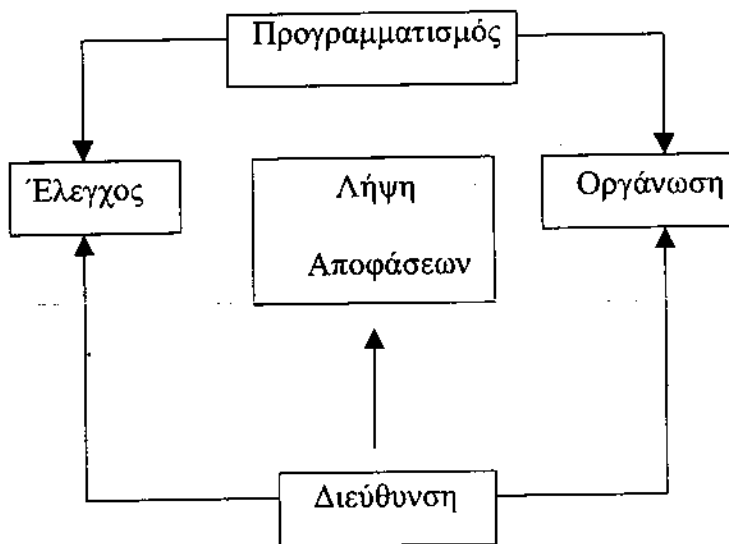 Προγραμματισμός
Έλεγχος
Λήψη
Αποφάσεων
Οργάνωση
Διεύθυνση